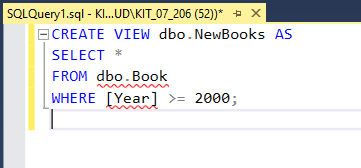 SQLQuery1.sql - KI...UD\KIT_07_206 (52))*
CREATE VIEW dbo.NewBooks AS
SELECT *
FROM dbo.Book
WHERE [Year] >= 2000;